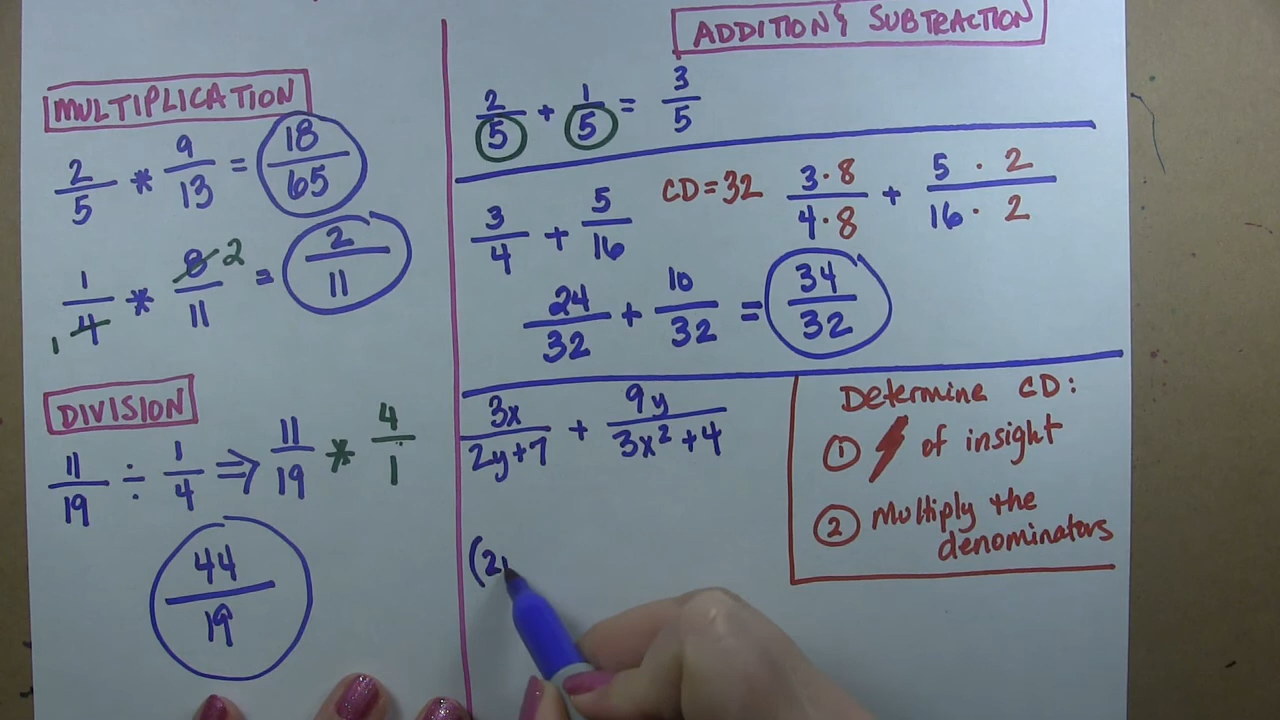 MULTIPLICATION
2/5 * 9/13 = 18/65
1/4 1 * 8 2/11 = 2/11
DIVISION
11/19 ÷ 1/4 ⇒ 11/19 * 4/1
44/19
ADDITION & SUBTRACTION
2/5 + 1/5 = 3/5
3/4 + 5/16 CD=32 3·8/4·8 + 5·2/16·2
24/32 + 10/32 = 34/32
3x/2y+7 + 9y/3x²+4
(2
Determine CD:
① of insight
② Multiply the
denominators